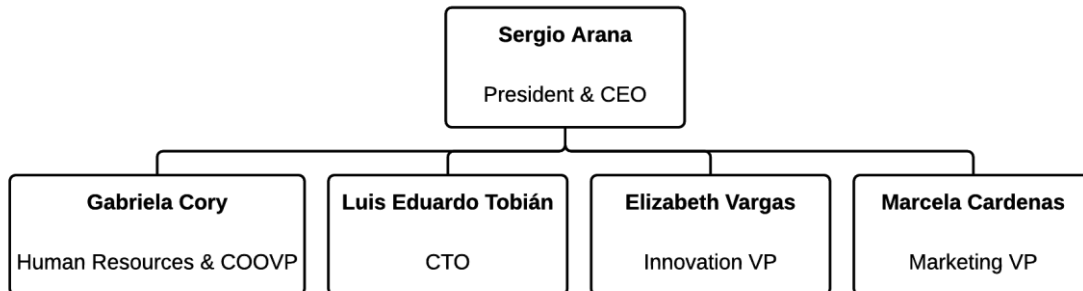 Sergio Arana
President & CEO
Gabriela Cory
Human Resources & COOVP
Luis Eduardo Tobián
CTO
Elizabeth Vargas
Innovation VP
Marcela Cardenas
Marketing VP